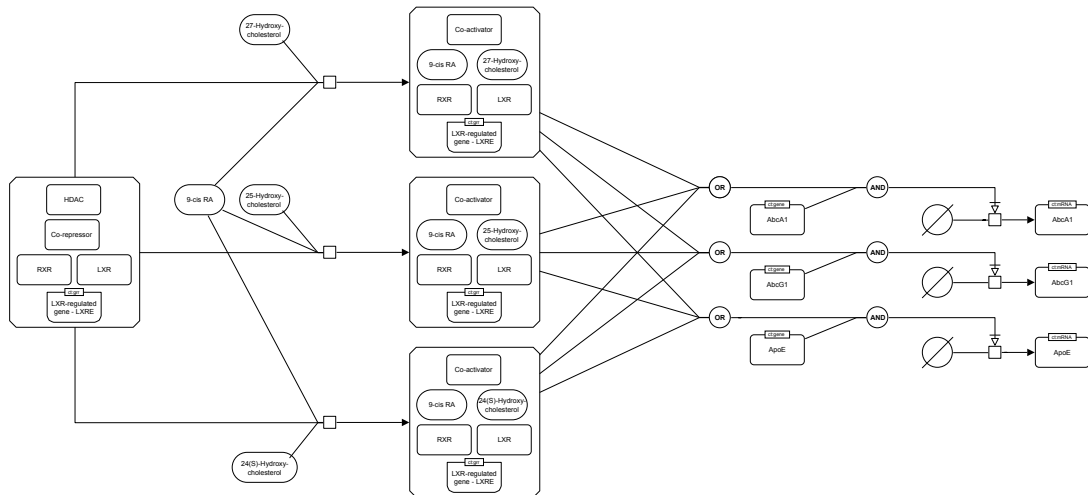 27-Hydroxy-
cholesterol
Co-activator
9-cis RA
27-Hydroxy-
cholesterol
RXR
LXR
ct:grr
LXR-regulated
gene - LXRE
HDAC
Co-repressor
RXR
LXR
ct:grr
LXR-regulated
gene - LXRE
9-cis RA
25-Hydroxy-
cholesterol
Co-activator
9-cis RA
25-Hydroxy-
cholesterol
RXR
LXR
ct:grr
LXR-regulated
gene - LXRE
24(S)-Hydroxy-
cholesterol
Co-activator
9-cis RA
24(S)-Hydroxy-
cholesterol
RXR
LXR
ct:grr
LXR-regulated
gene - LXRE
OR
AND
ct:gene
AbcA1
ct:mRNA
AbcA1
OR
AND
ct:gene
AbcG1
ct:mRNA
AbcG1
OR
AND
ct:gene
ApoE
ct:mRNA
ApoE